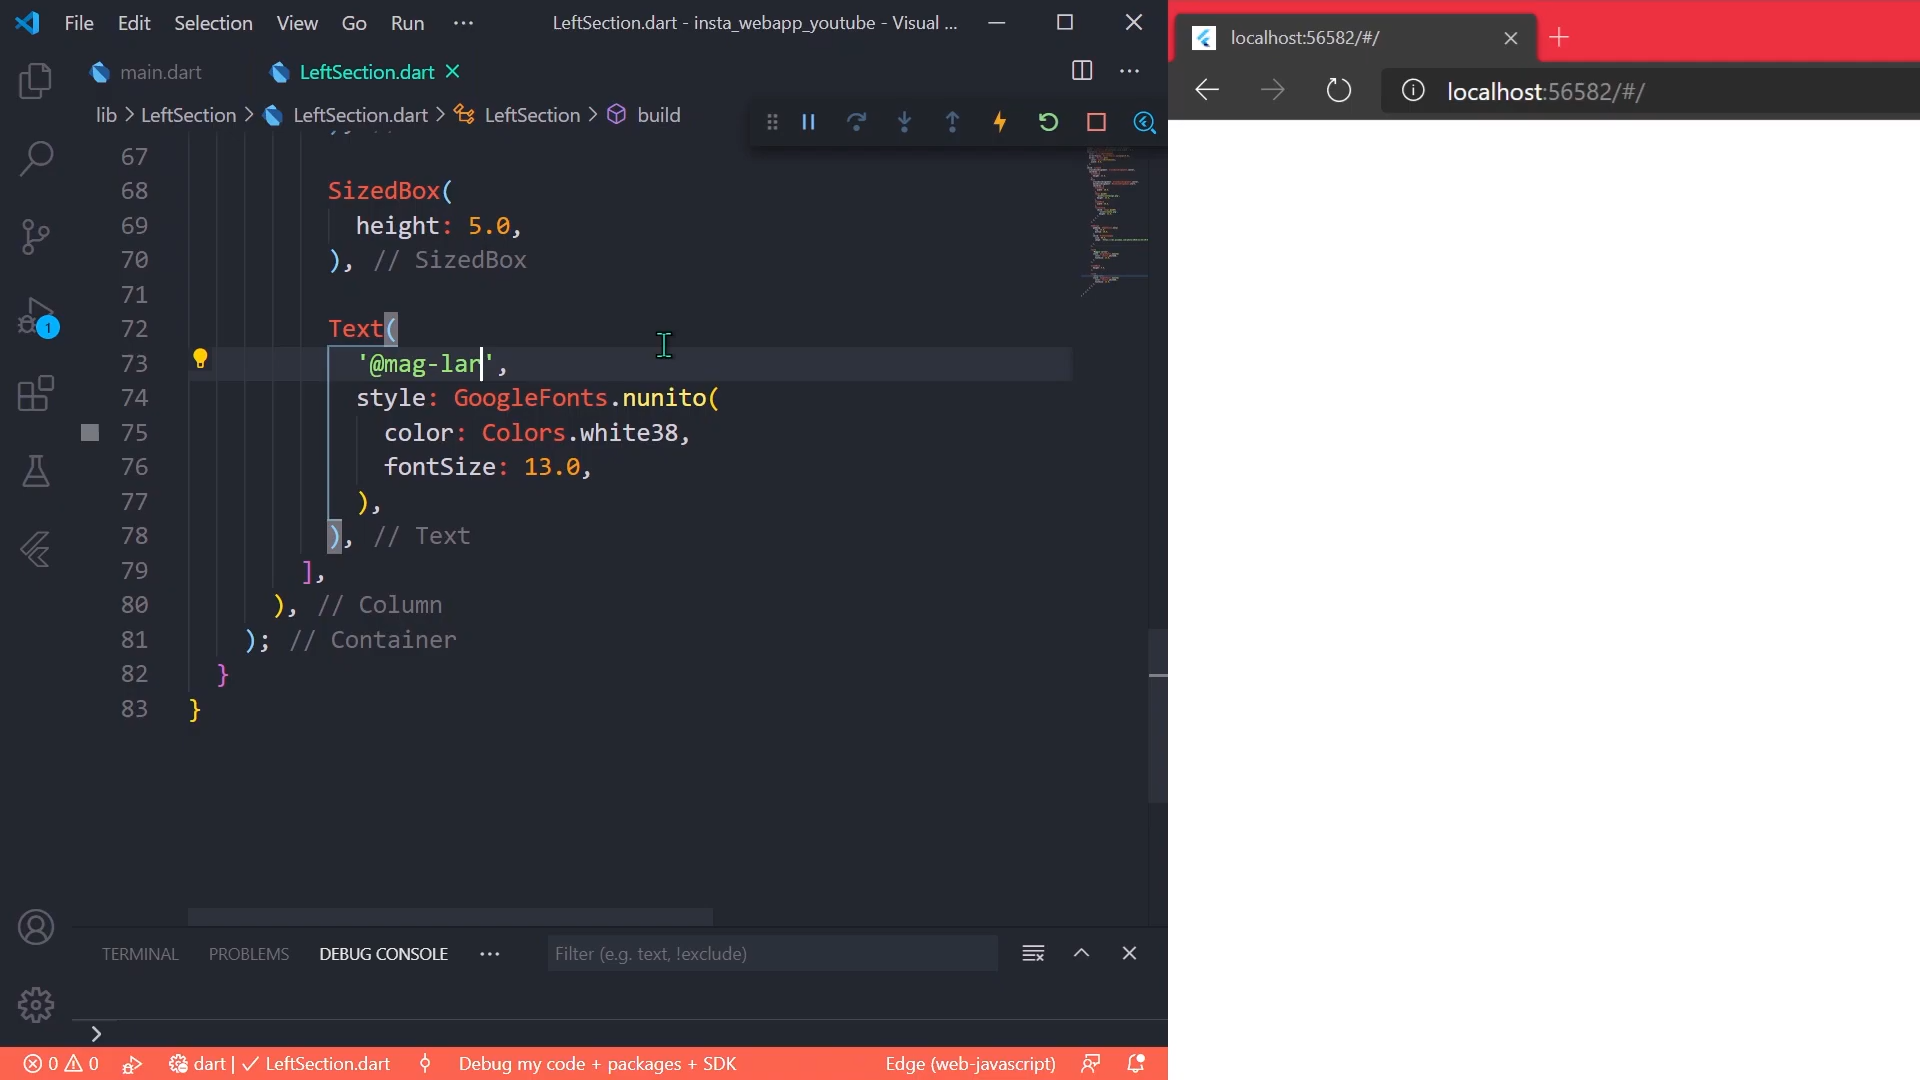 File Edit Selection View Go Run ··· LeftSection.dart - insta_webapp_youtube - Visual ...
main.dart LeftSection.dart
lib > LeftSection > LeftSection.dart > LeftSection > build
67
68 SizedBox(
69 height: 5.0,
70 ), // SizedBox
71
72 Text(
73 '@mag-lar',
74 style: GoogleFonts.nunito(
75 color: Colors.white38,
76 fontSize: 13.0,
77 ),
78 ), // Text
79 ],
80 ), // Column
81 ); // Container
82 }
83 }
1
TERMINAL PROBLEMS DEBUG CONSOLE ··· Filter (e.g. text, !exclude)
>
0 0 dart | ✓ LeftSection.dart Debug my code + packages + SDK Edge (web-javascript)
localhost:56582/#/
localhost:56582/#/